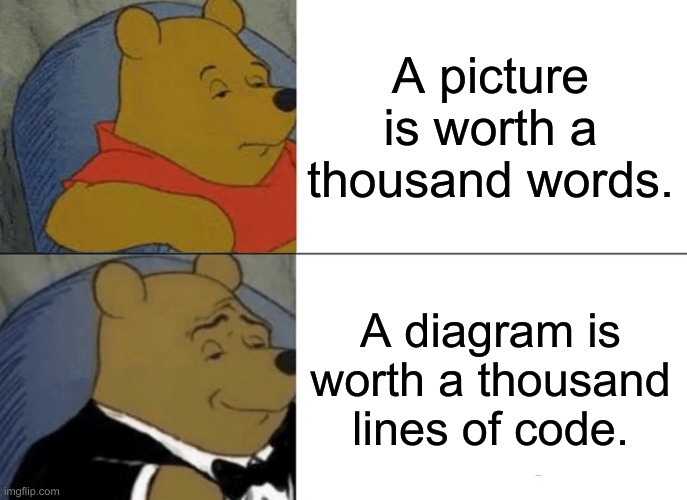 A picture
is worth a
thousand words.
A diagram is
worth a thousand
lines of code.
imgflip.com